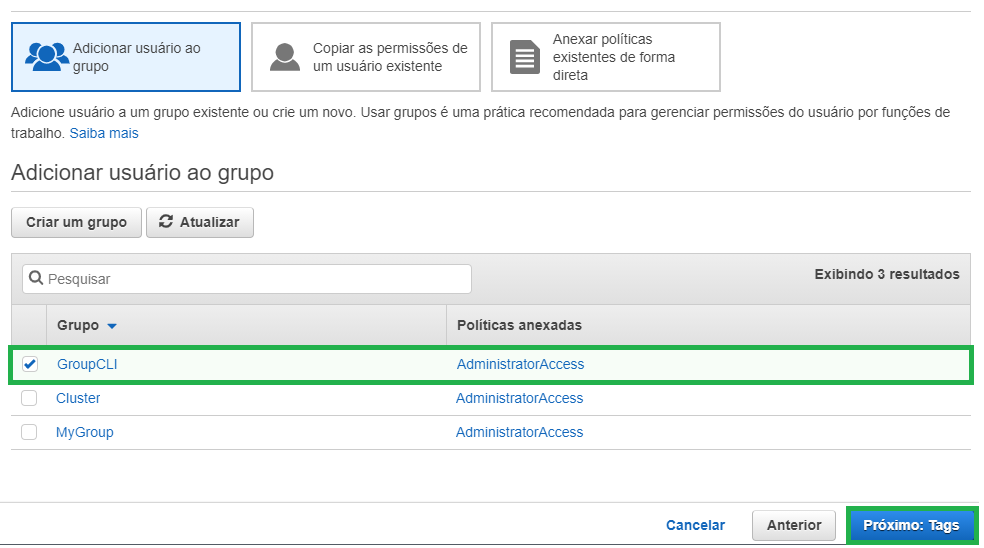 Adicionar usuário ao
grupo
Copiar as permissões de
um usuário existente
Anexar políticas
existentes de forma
direta
Adicione usuário a um grupo existente ou crie um novo. Usar grupos é uma prática recomendada para gerenciar permissões do usuário por funções de
trabalho. Saiba mais
Adicionar usuário ao grupo
Criar um grupo Atualizar
Pesquisar Exibindo 3 resultados
Grupo Políticas anexadas
GroupCLI AdministratorAccess
Cluster AdministratorAccess
MyGroup AdministratorAccess
Cancelar Anterior Próximo: Tags